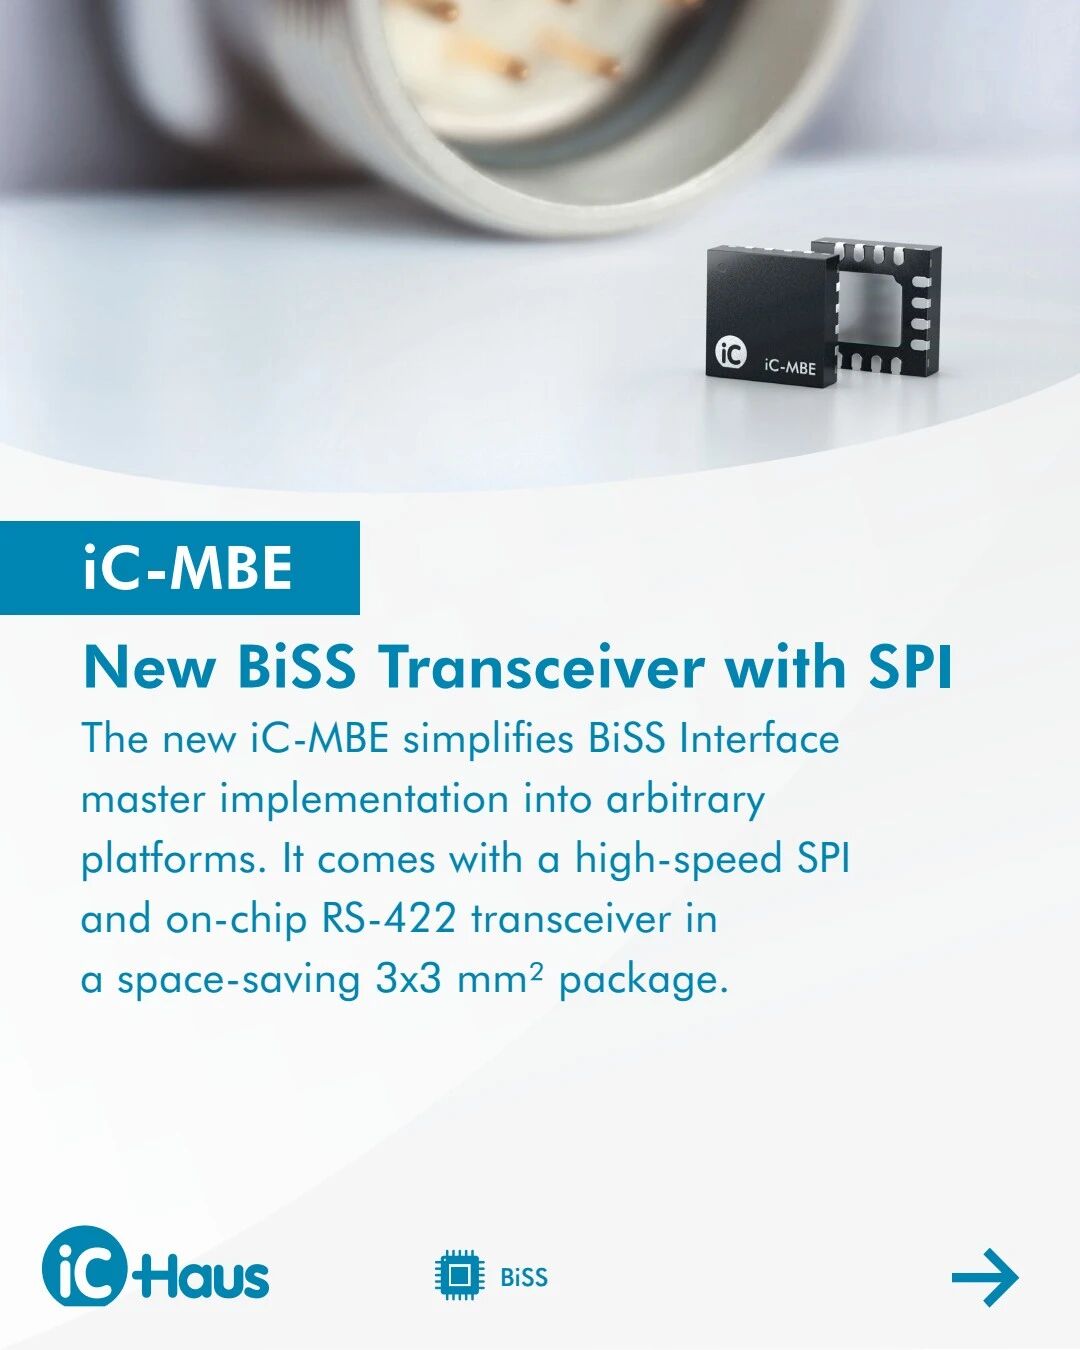 iC
iC-MBE
iC-MBE
New BiSS Transceiver with SPI
The new iC-MBE simplifies BiSS Interface
master implementation into arbitrary
platforms. It comes with a high-speed SPI
and on-chip RS-422 transceiver in
a space-saving 3x3 mm² package.
iC Haus
BiSS